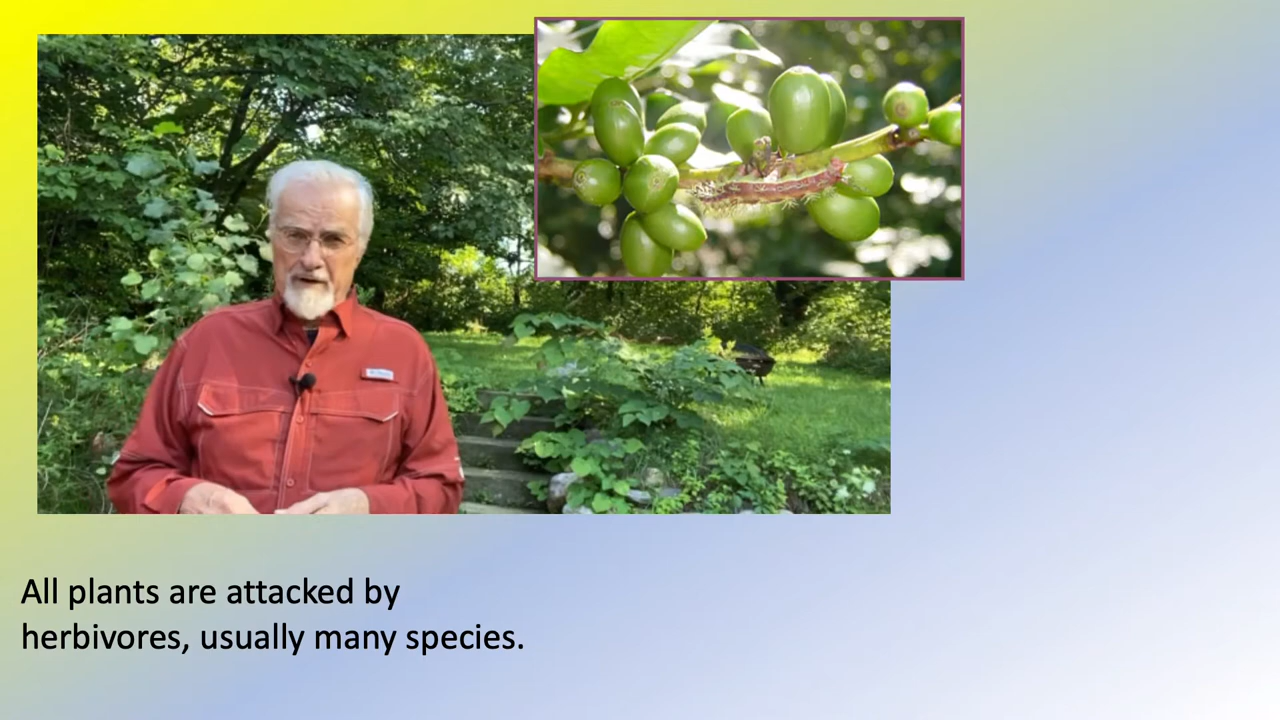 All plants are attacked by
herbivores, usually many species.